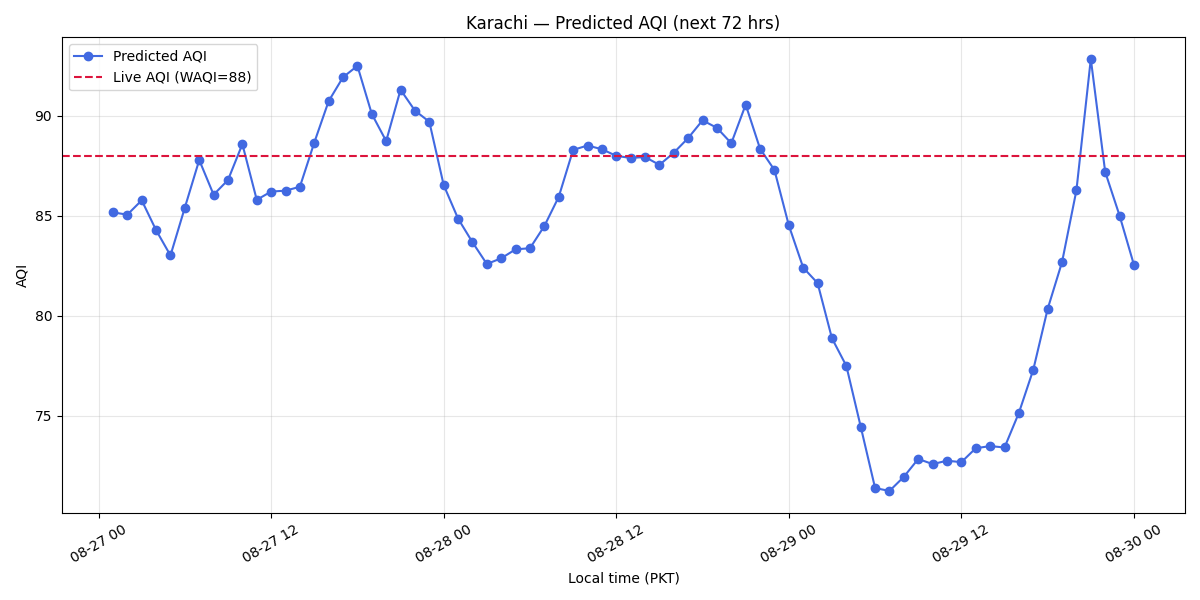 Karachi — Predicted AQI (next 72 hrs)
Predicted AQI
Live AQI (WAQI=88)
AQI
90
85
80
75
08-27 00
08-27 12
08-28 00
08-28 12
08-29 00
08-29 12
08-30 00
Local time (PKT)